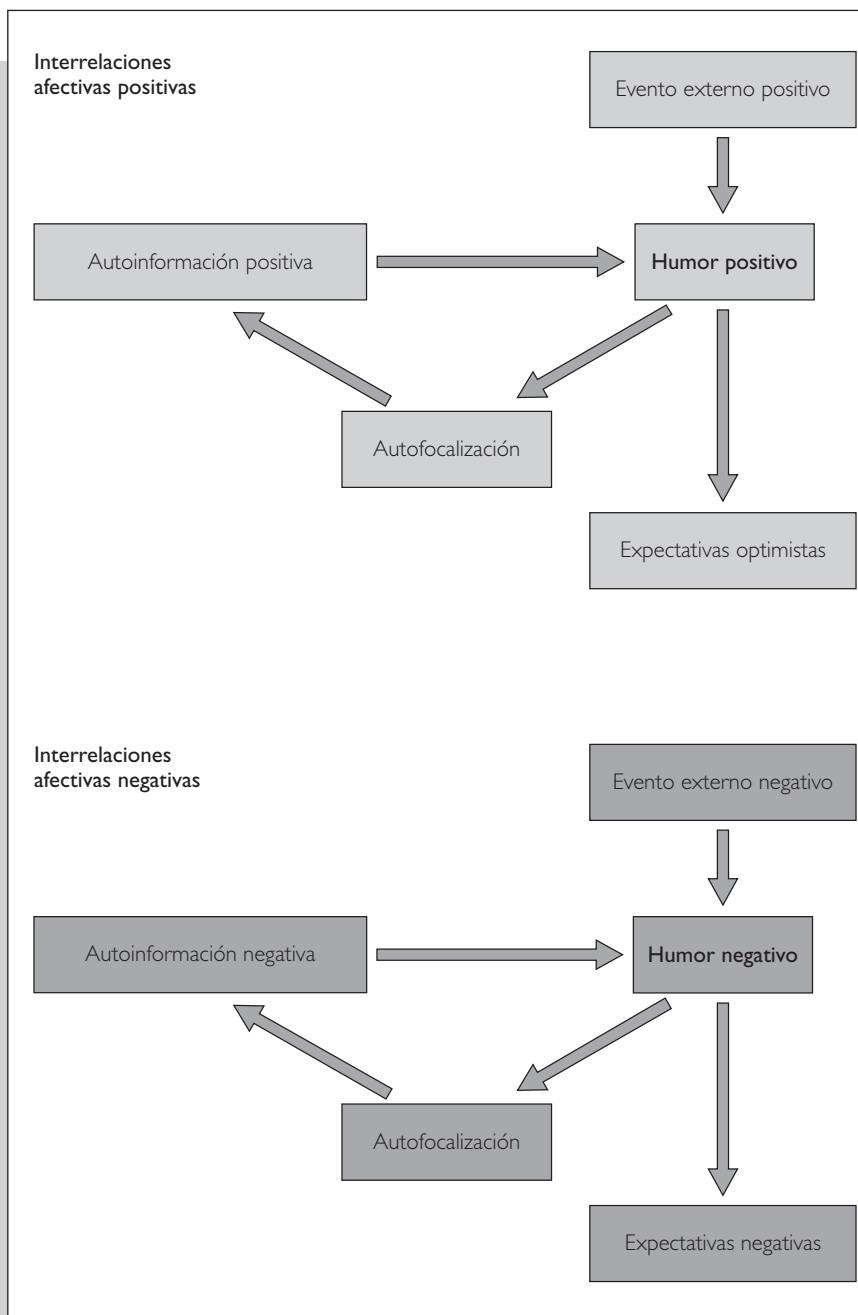 Interrelaciones
afectivas positivas
Evento externo positivo
Autoinformación positiva
Humor positivo
Autofocalización
Expectativas optimistas
Interrelaciones
afectivas negativas
Evento externo negativo
Autoinformación negativa
Humor negativo
Autofocalización
Expectativas negativas